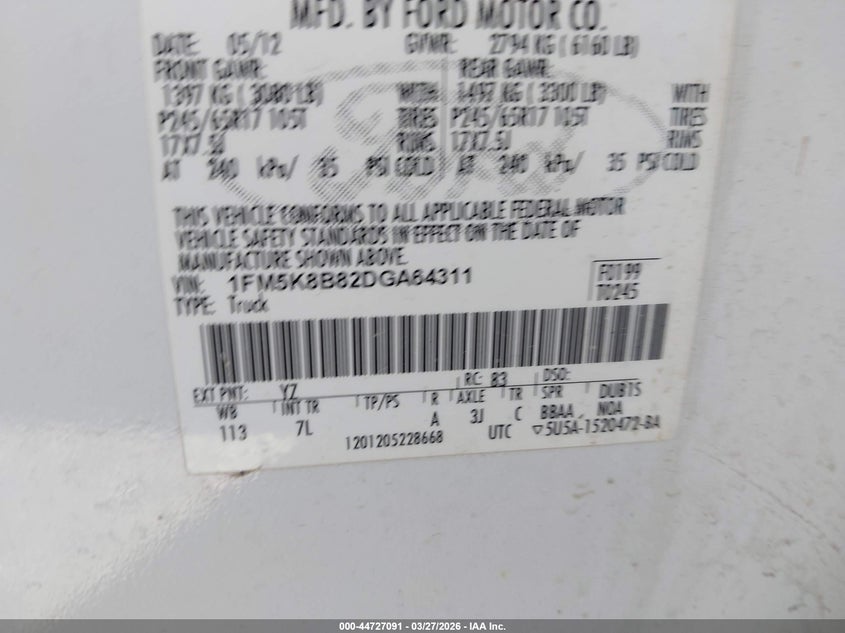 MFD. BY FORD MOTOR CO.
DATE: 05/12 GVWR: 2794 KG ( 6160 LB)
FRONT GAWR: REAR GAWR:
1397 KG ( 3080 LB) WITH 1497 KG ( 3300 LB) WITH
P245/65R17 105T TIRES P245/65R17 105T TIRES
17X7.5J RIMS 17X7.5J RIMS
AT 240 kPa/ 35 PSI COLD AT 240 kPa/ 35 PSI COLD
Ford
THIS VEHICLE CONFORMS TO ALL APPLICABLE FEDERAL MOTOR
VEHICLE SAFETY STANDARDS IN EFFECT ON THE DATE OF
MANUFACTURE SHOWN ABOVE.
VIN: 1FM5K8B82DGA64311 F0199
TYPE: Truck T0245
EXT PNT: YZ RC: 83 DSO:
WB INT TR TP/PS R AXLE TR SPR DUBTS
113 7L A 3J C BBAA NOA
1201205228668 UTC ▽5U5A-1520472-BA
000-44727091 — 03/27/2026 — IAA Inc.